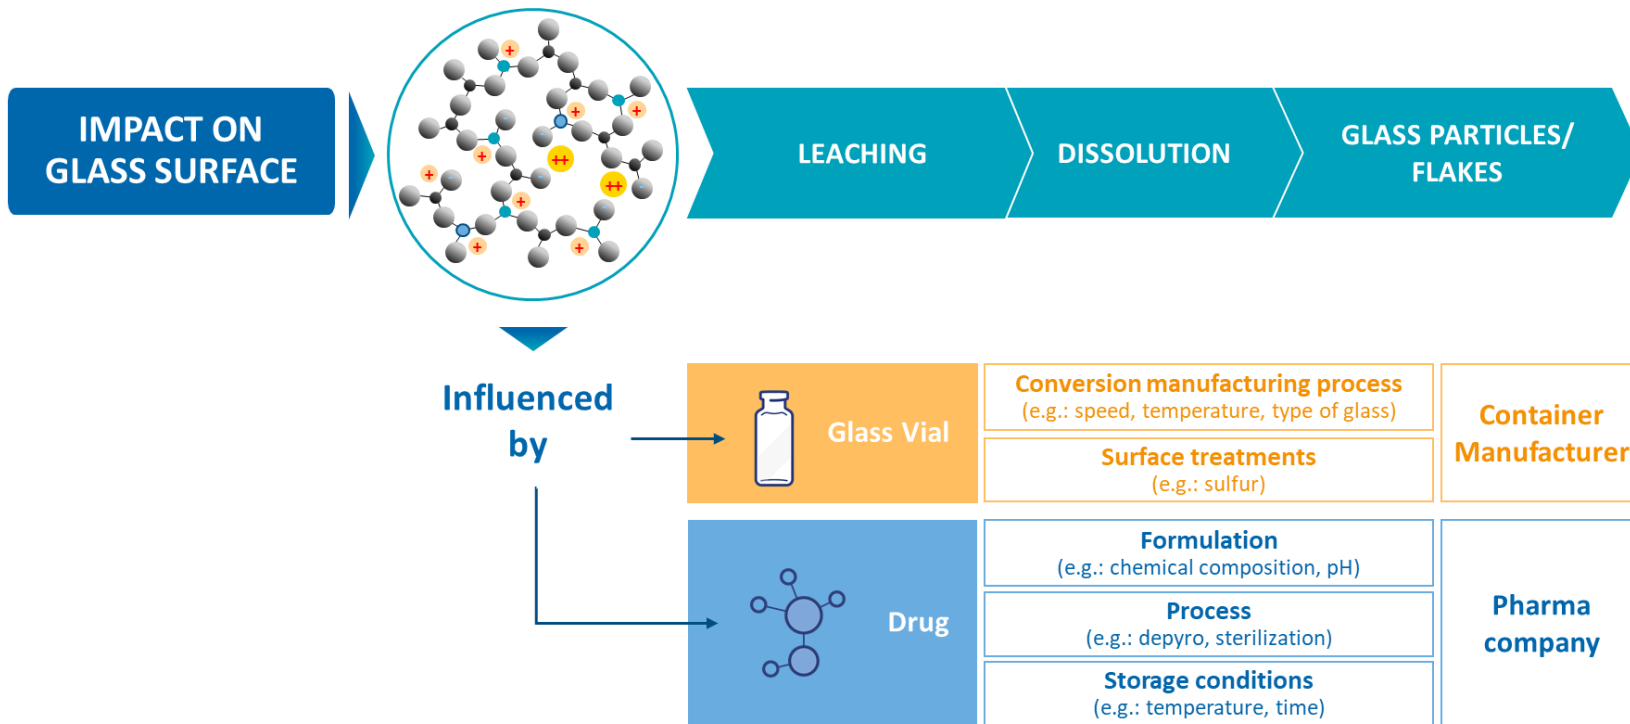 IMPACT ON
GLASS SURFACE
+
+
+
+
+
++
+
++
+
+
+
LEACHING
DISSOLUTION
GLASS PARTICLES/
FLAKES
Influenced
by
Glass Vial
Conversion manufacturing process
(e.g.: speed, temperature, type of glass)
Surface treatments
(e.g.: sulfur)
Container
Manufacturer
Drug
Formulation
(e.g.: chemical composition, pH)
Process
(e.g.: depyro, sterilization)
Storage conditions
(e.g.: temperature, time)
Pharma
company